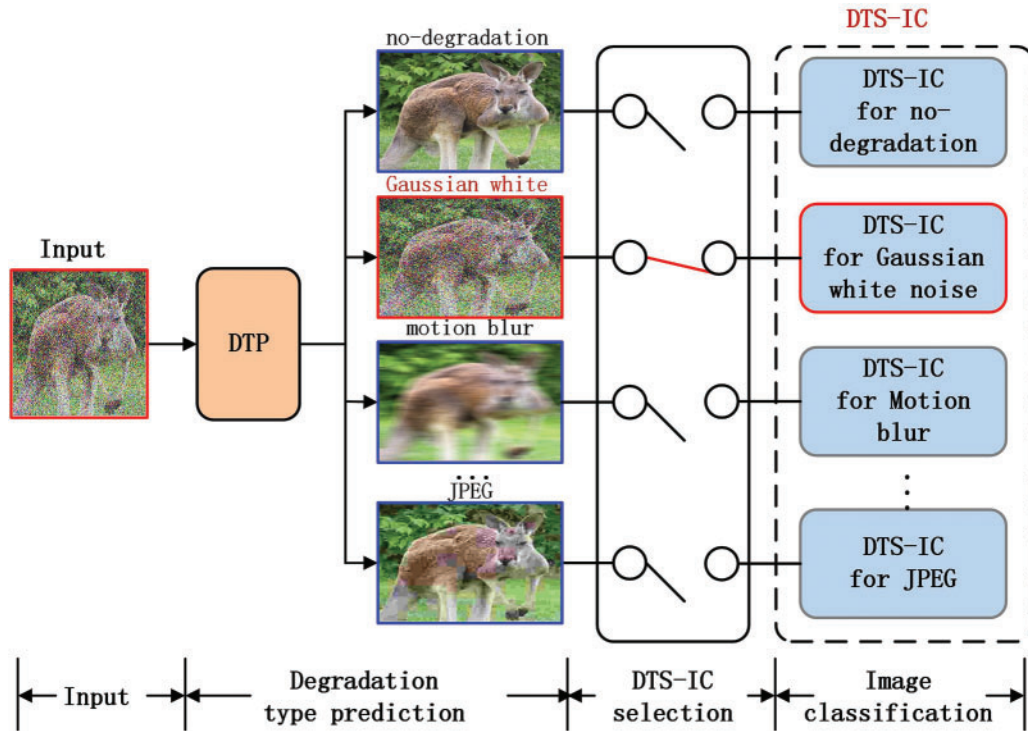 DTS-IC
no-degradation
DTS-IC
for no-
degradation
Gaussian white
DTS-IC
for Gaussian
white noise
Input
DTP
motion blur
DTS-IC
for Motion
blur
...
JPEG
DTS-IC
for JPEG
Input
Degradation
type prediction
DTS-IC
selection
Image
classification